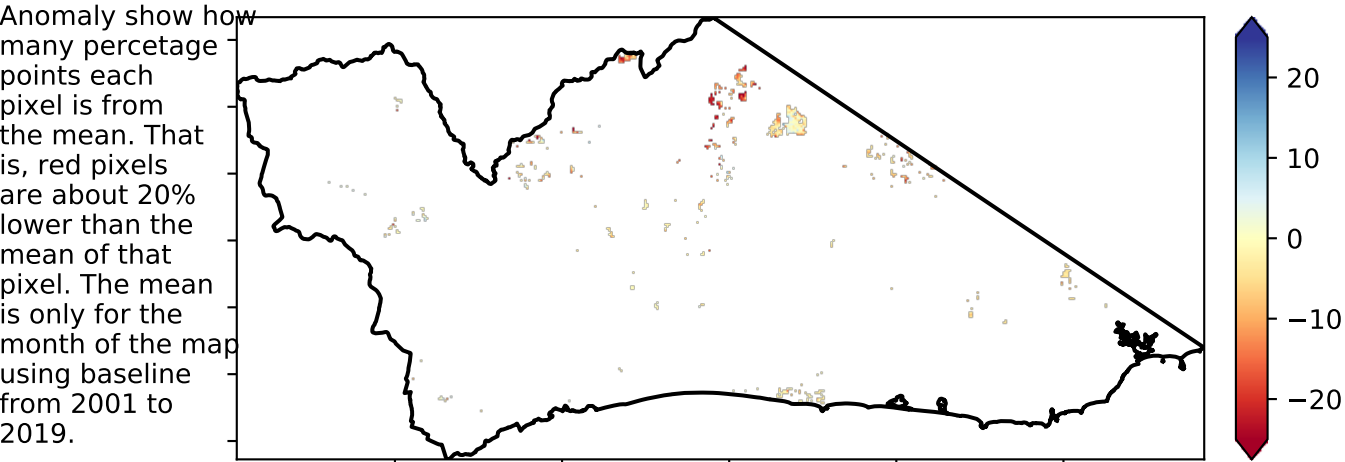 Anomaly show how
many percetage
points each
pixel is from
the mean. That
is, red pixels
are about 20%
lower than the
mean of that
pixel. The mean
is only for the
month of the map
using baseline
from 2001 to
2019.
20
10
0
−10
−20